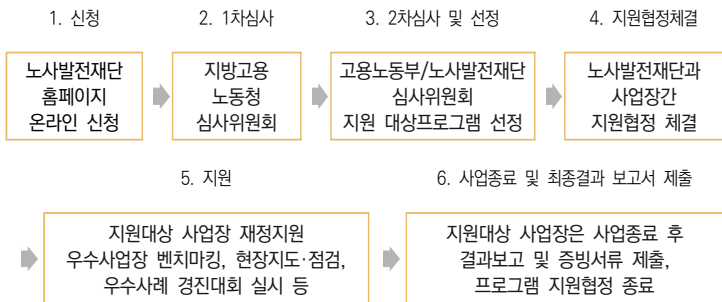 1. 신청
2. 1차심사
3. 2차심사 및 선정
4. 지원협정체결
노사발전재단
홈페이지
온라인 신청
지방고용
노동청
심사위원회
고용노동부/노사발전재단
심사위원회
지원 대상프로그램 선정
노사발전재단과
사업장간
지원협정 체결
5. 지원
6. 사업종료 및 최종결과 보고서 제출
지원대상 사업장 재정지원
우수사업장 벤치마킹, 현장지도·점검,
우수사례 경진대회 실시 등
지원대상 사업장은 사업종료 후
결과보고 및 증빙서류 제출,
프로그램 지원협정 종료